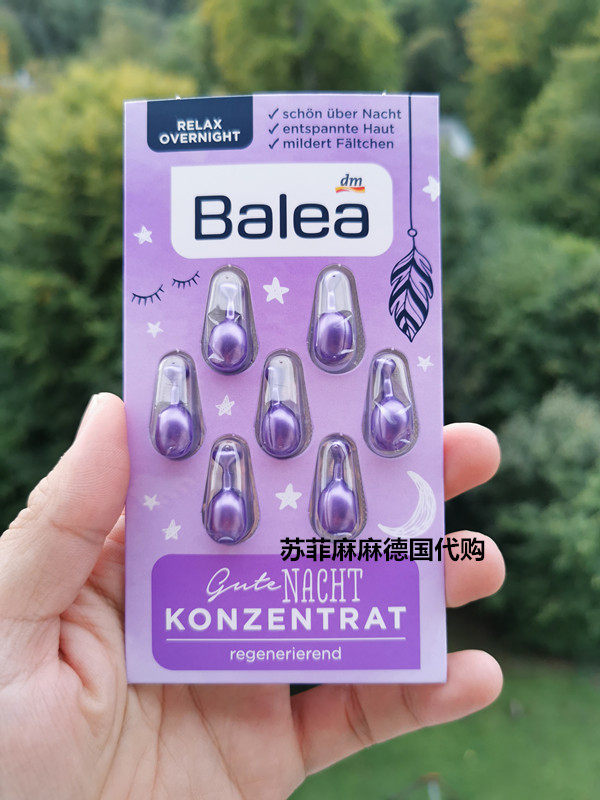 RELAX
OVERNIGHT
✓ schön über Nacht
✓ entspannte Haut
✓ mildert Fältchen
dm
Balea
苏菲麻麻德国代购
Gute NACHT
KONZENTRAT
regenerierend